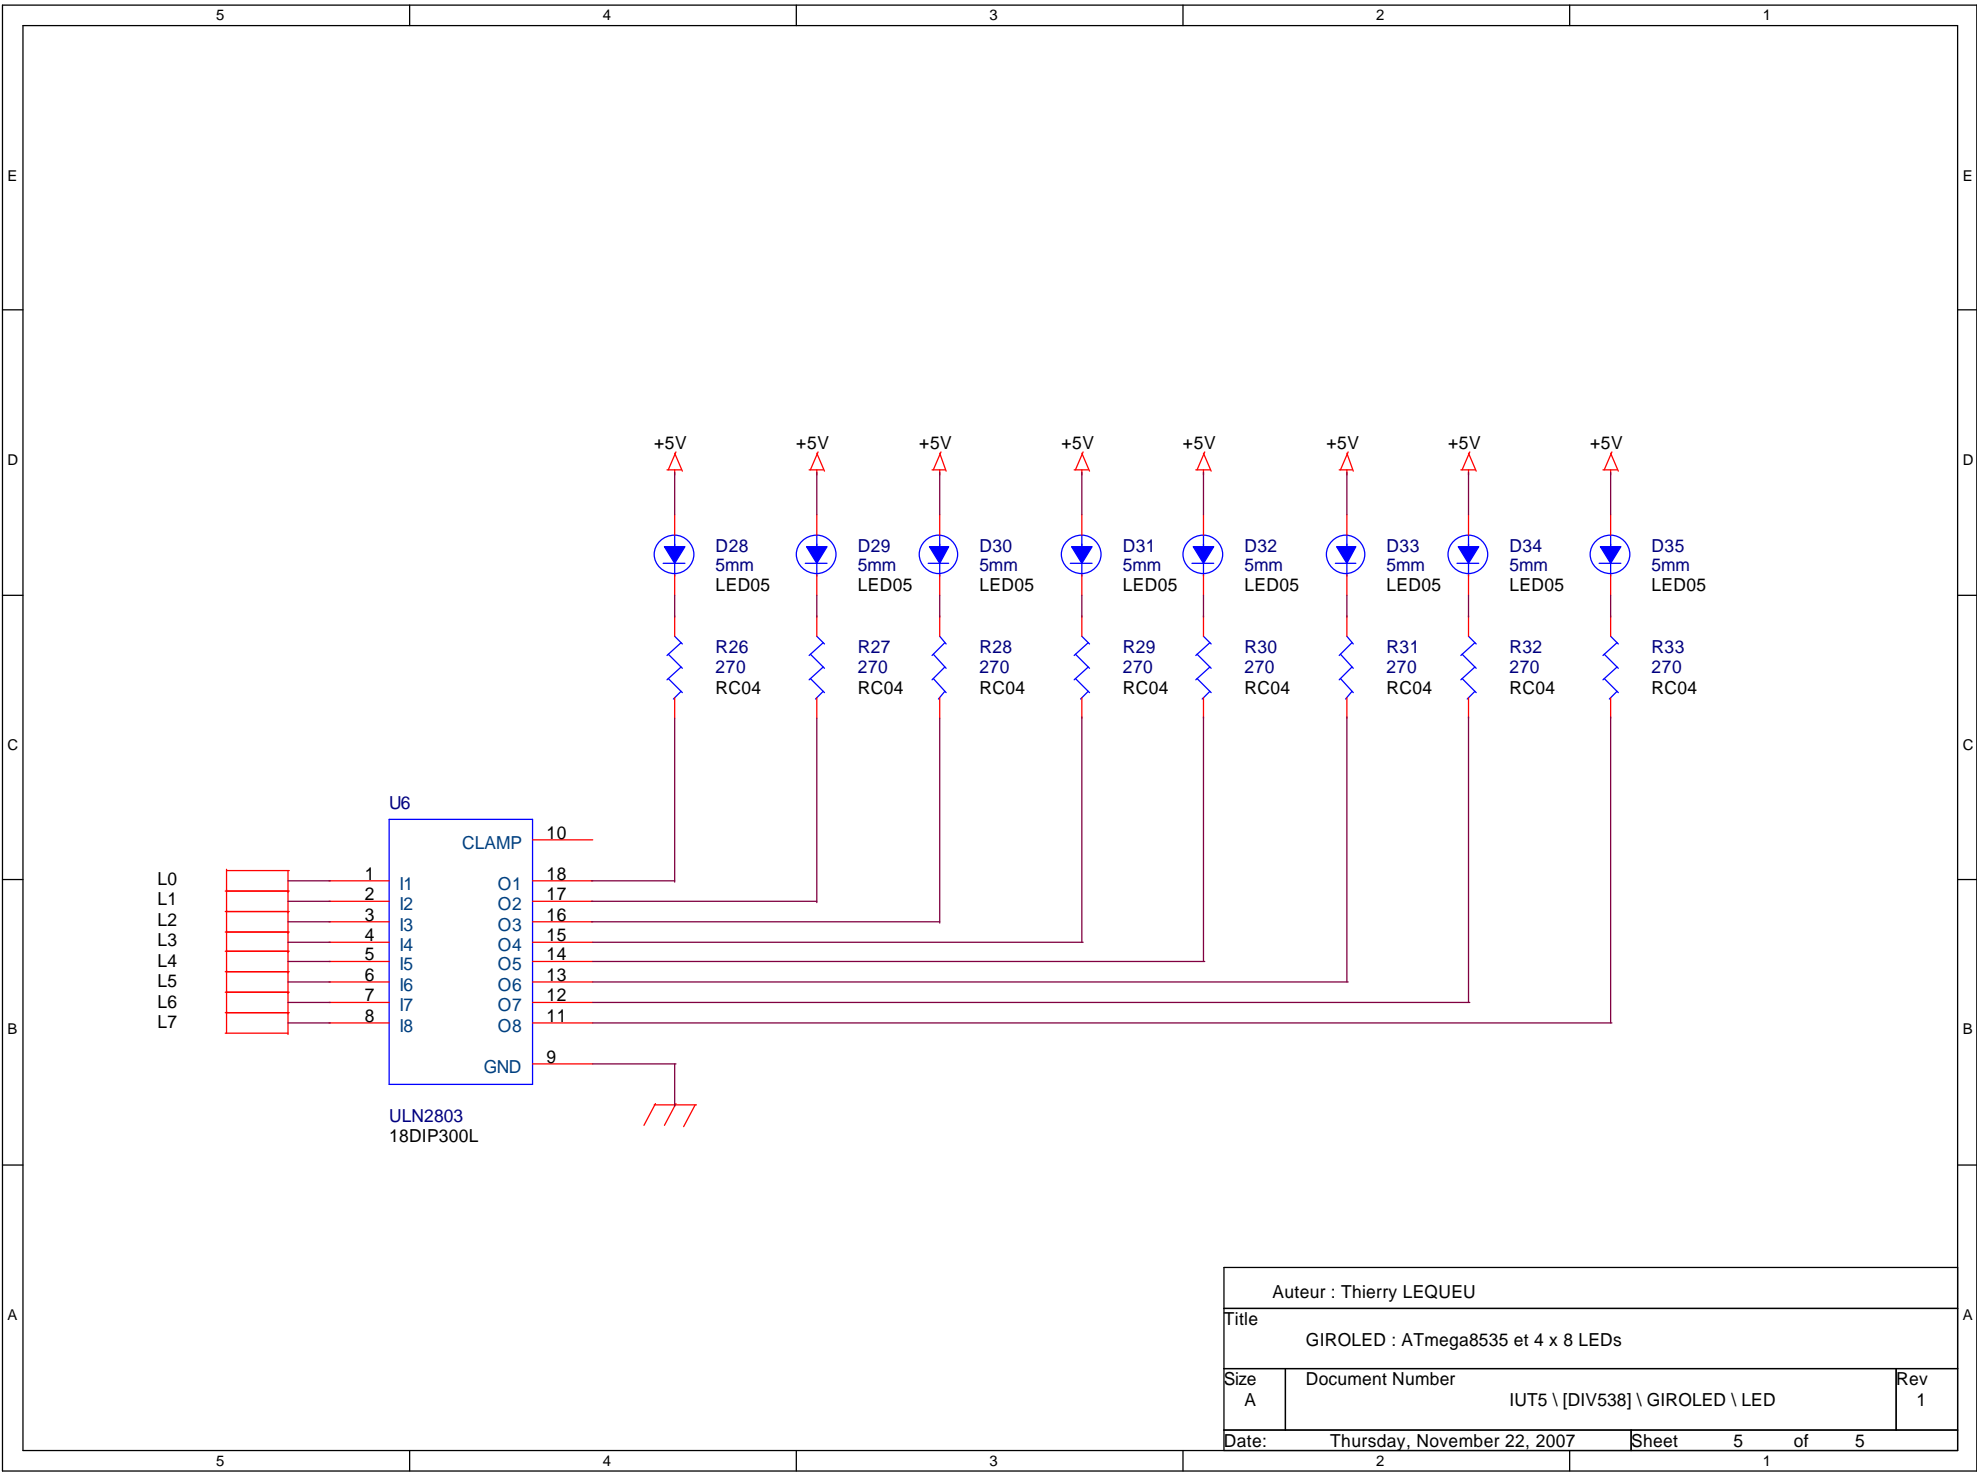 5 4 3 2 1
E E
D D
C C
B B
A A
+5V +5V +5V +5V +5V +5V +5V +5V
D28 D29 D30 D31 D32 D33 D34 D35
5mm 5mm 5mm 5mm 5mm 5mm 5mm 5mm
LED05 LED05 LED05 LED05 LED05 LED05 LED05 LED05
R26 R27 R28 R29 R30 R31 R32 R33
270 270 270 270 270 270 270 270
RC04 RC04 RC04 RC04 RC04 RC04 RC04 RC04
U6
CLAMP 10
L0 1 I1 O1 18
L1 2 I2 O2 17
L2 3 I3 O3 16
L3 4 I4 O4 15
L4 5 I5 O5 14
L5 6 I6 O6 13
L6 7 I7 O7 12
L7 8 I8 O8 11
GND 9
ULN2803
18DIP300L
Auteur : Thierry LEQUEU
Title
GIROLED : ATmega8535 et 4 x 8 LEDs
Size Document Number Rev
A IUT5 \ [DIV538] \ GIROLED \ LED 1
Date: Thursday, November 22, 2007 Sheet 5 of 5
5 4 3 2 1